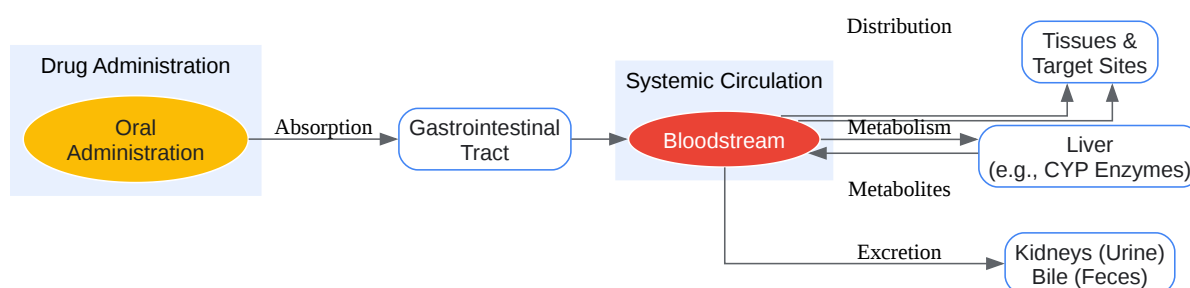 Drug Administration
Oral
Administration
Absorption
Gastrointestinal
Tract
Systemic Circulation
Bloodstream
Distribution
Tissues &
Target Sites
Metabolism
Liver
(e.g., CYP Enzymes)
Metabolites
Excretion
Kidneys (Urine)
Bile (Feces)